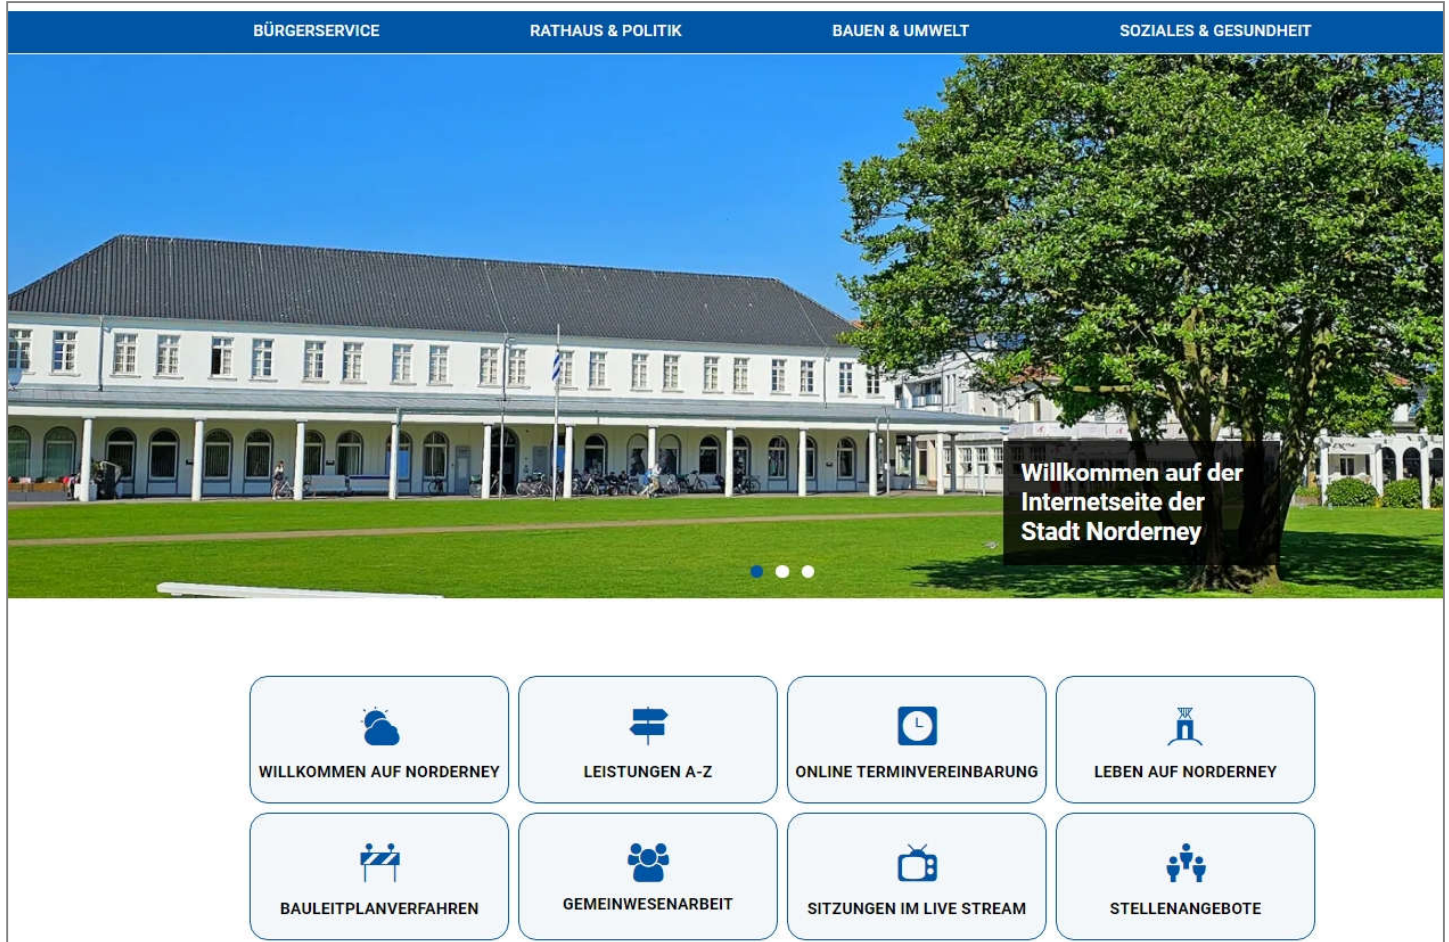 BÜRGERSERVICE
RATHAUS & POLITIK
BAUEN & UMWELT
SOZIALES & GESUNDHEIT
Willkommen auf der
Internetseite der
Stadt Norderney
WILLKOMMEN AUF NORDERNEY
LEISTUNGEN A-Z
ONLINE TERMINVEREINBARUNG
LEBEN AUF NORDERNEY
BAULEITPLANVERFAHREN
GEMEINWESENARBEIT
SITZUNGEN IM LIVE STREAM
STELLENANGEBOTE